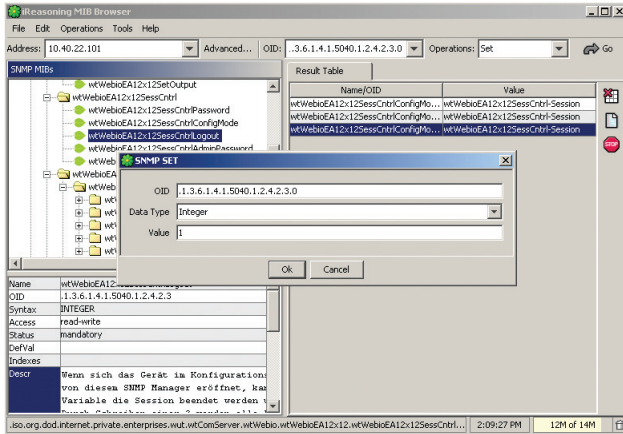 iReasoning MIB Browser
File Edit Operations Tools Help
Address: 10.40.22.101 Advanced... OID: ..3.6.1.4.1.5040.1.2.4.2.3.0 Operations: Set Go
SNMP MIBs
wtWebioEA12x12SetOutput
wtWebioEA12x12SessCntrl
wtWebioEA12x12SessCntrlPassword
wtWebioEA12x12SessCntrlConfigMode
wtWebioEA12x12SessCntrlLogout
wtWebioEA12x12SessCntrlAdminPassword
wtWeb
wtWebioEA
wtWeb
Result Table
Name/OID Value
wtWebioEA12x12SessCntrlConfigMo... wtWebioEA12x12SessCntrl-Session
wtWebioEA12x12SessCntrlConfigMo... wtWebioEA12x12SessCntrl-Session
wtWebioEA12x12SessCntrlConfigMo... wtWebioEA12x12SessCntrl-Session
STOP
SNMP SET
OID .1.3.6.1.4.1.5040.1.2.4.2.3.0
Data Type Integer
Value 1
Ok Cancel
Name
OID .1.3.6.1.4.1.5040.1.2.4.2.3
Syntax INTEGER
Access read-write
Status mandatory
DefVal
Indexes
Descr Wenn sich das Gerät im Konfigurations
von diesem SNMP Manager eröffnet, kan
Variable die Session beendet werden
.iso.org.dod.internet.private.enterprises.wut.wtComServer.wtWebio.wtWebioEA12x12.wtWebioEA12x12SessCntrl... 2:09:27 PM 12M of 14M